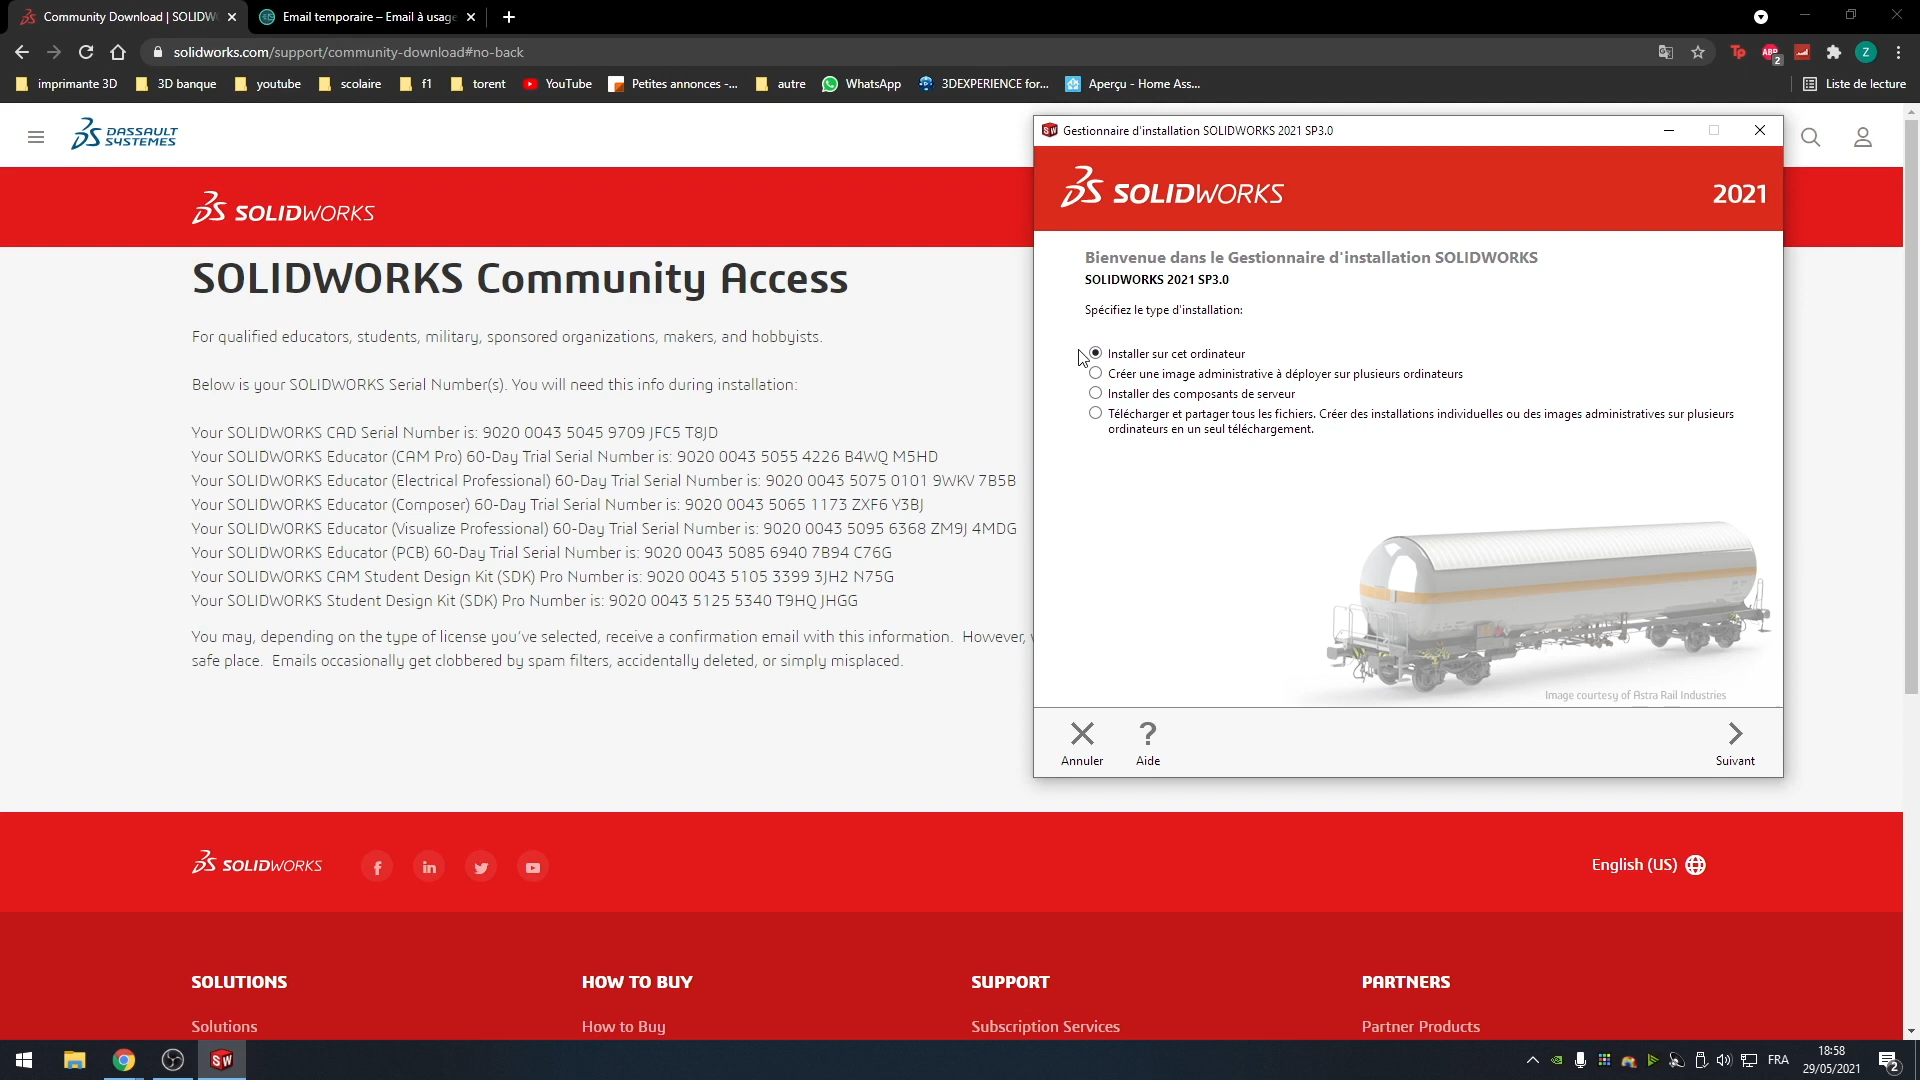 Community Download | SOLIDW
Email temporaire – Email à usage
solidworks.com/support/community-download#no-back
ABP
2
Z
imprimante 3D
3D banque
youtube
scolaire
f1
torent
YouTube
Petites annonces -...
autre
WhatsApp
3DEXPERIENCE for...
Aperçu - Home Ass...
Liste de lecture
DASSAULT
SYSTEMES
SOLIDWORKS
SOLIDWORKS Community Access
For qualified educators, students, military, sponsored organizations, makers, and hobbyists.
Below is your SOLIDWORKS Serial Number(s). You will need this info during installation:
Your SOLIDWORKS CAD Serial Number is: 9020 0043 5045 9709 JFC5 T8JD
Your SOLIDWORKS Educator (CAM Pro) 60-Day Trial Serial Number is: 9020 0043 5055 4226 B4WQ M5HD
Your SOLIDWORKS Educator (Electrical Professional) 60-Day Trial Serial Number is: 9020 0043 5075 0101 9WKV 7B5B
Your SOLIDWORKS Educator (Composer) 60-Day Trial Serial Number is: 9020 0043 5065 1173 ZXF6 Y3BJ
Your SOLIDWORKS Educator (Visualize Professional) 60-Day Trial Serial Number is: 9020 0043 5095 6368 ZM9J 4MDG
Your SOLIDWORKS Educator (PCB) 60-Day Trial Serial Number is: 9020 0043 5085 6940 7B94 C76G
Your SOLIDWORKS CAM Student Design Kit (SDK) Pro Number is: 9020 0043 5105 3399 3JH2 N75G
Your SOLIDWORKS Student Design Kit (SDK) Pro Number is: 9020 0043 5125 5340 T9HQ JHGG
You may, depending on the type of license you've selected, receive a confirmation email with this information. However,
safe place. Emails occasionally get clobbered by spam filters, accidentally deleted, or simply misplaced.
Gestionnaire d'installation SOLIDWORKS 2021 SP3.0
SOLIDWORKS
2021
Bienvenue dans le Gestionnaire d'installation SOLIDWORKS
SOLIDWORKS 2021 SP3.0
Spécifiez le type d'installation:
Installer sur cet ordinateur
Créer une image administrative à déployer sur plusieurs ordinateurs
Installer des composants de serveur
Télécharger et partager tous les fichiers. Créer des installations individuelles ou des images administratives sur plusieurs
ordinateurs en un seul téléchargement.
Image courtesy of Astra Rail Industries
Annuler
Aide
Suivant
SOLIDWORKS
English (US)
SOLUTIONS
HOW TO BUY
SUPPORT
PARTNERS
Solutions
How to Buy
Subscription Services
Partner Products
SW
FRA
18:58
29/05/2021
2